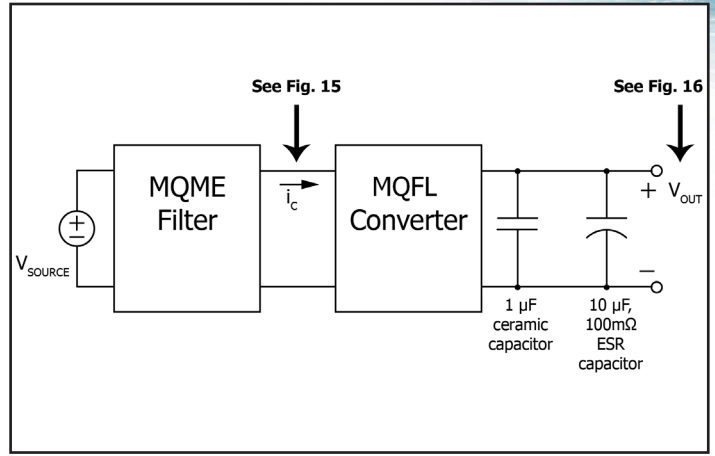 See Fig. 15
See Fig. 16
MQME
Filter
i_C
MQFL
Converter
+
−
V_SOURCE
+ V_OUT
−
1 µF
ceramic
capacitor
10 µF,
100mΩ
ESR
capacitor